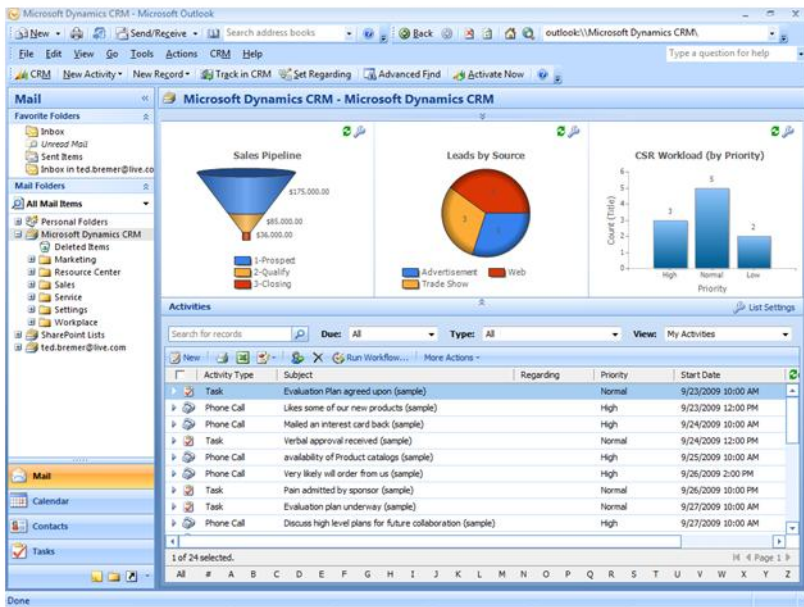 Microsoft Dynamics CRM - Microsoft Outlook
New Send/Receive Search address books Back outlook:\\Microsoft Dynamics CRM\
File Edit View Go Tools Actions CRM Help Type a question for help
CRM New Activity New Record Track in CRM Set Regarding Advanced Find Activate Now
Mail
Microsoft Dynamics CRM - Microsoft Dynamics CRM
Favorite Folders
Inbox
Unread Mail
Sent Items
Inbox in ted.bremer@live.co
Mail Folders
All Mail Items
Personal Folders
Microsoft Dynamics CRM
Deleted Items
Marketing
Resource Center
Sales
Service
Settings
Workplace
SharePoint Lists
ted.bremer@live.com
Mail
Calendar
Contacts
Tasks
Sales Pipeline
$175,000.00
$85,000.00
$36,000.00
1-Prospect
2-Qualify
3-Closing
Leads by Source
3
Advertisement Web
Trade Show
CSR Workload (by Priority)
Count (Title)
6
5
4
3
2
1
0
3 5 2
High Normal Low
Priority
Activities List Settings
Search for records Due: All Type: All View: My Activities
New Run Workflow... More Actions
Activity Type Subject Regarding Priority Start Date
Task Evaluation Plan agreed upon (sample) Normal 9/23/2009 10:00 AM
Phone Call Likes some of our new products (sample) High 9/23/2009 12:00 PM
Phone Call Mailed an interest card back (sample) High 9/24/2009 10:00 AM
Task Verbal approval received (sample) Normal 9/24/2009 12:00 PM
Phone Call availability of Product catalogs (sample) High 9/25/2009 10:00 AM
Phone Call Very likely will order from us (sample) High 9/26/2009 2:00 PM
Task Pain admitted by sponsor (sample) Normal 9/26/2009 10:00 PM
Task Evaluation plan underway (sample) Normal 9/27/2009 10:00 AM
Phone Call Discuss high level plans for future collaboration (sample) High 9/27/2009 10:00 AM
1 of 24 selected. Page 1
All # A B C D E F G H I J K L M N O P Q R S T U V W X Y Z
Done